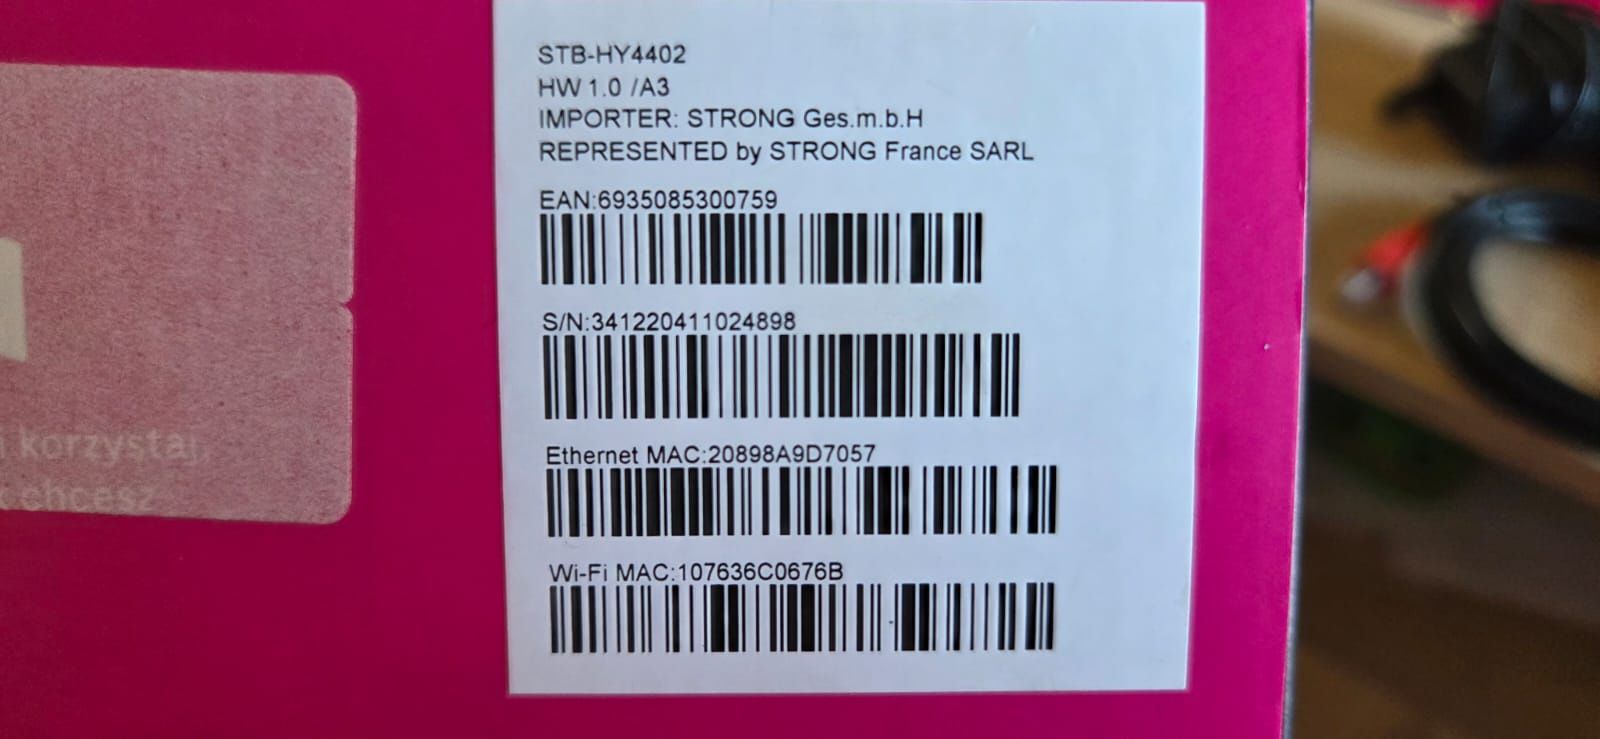 STB-HY4402
HW 1.0 /A3
IMPORTER: STRONG Ges.m.b.H
REPRESENTED by STRONG France SARL
EAN:6935085300759
S/N:341220411024898
Ethernet MAC:20898A9D7057
Wi-Fi MAC:107636C0676B
i korzystaj,
k chcesz